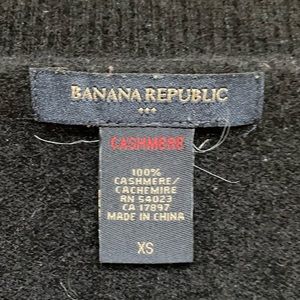 BANANA REPUBLIC
CASHMERE
100%
CASHMERE/
CACHEMIRE
RN 54023
CA 17897
MADE IN CHINA
XS